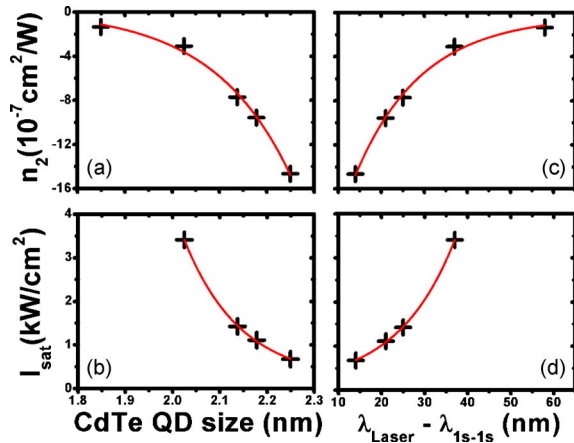 0
-4
-8
-12
-16
n2(10-7cm2/W)
(a)
(c)
4
3
2
1
0
Isat(kW/cm2)
(b)
(d)
1.8 1.9 2.0 2.1 2.2 2.3
10 20 30 40 50 60
CdTe QD size (nm)
λLaser - λ1s-1s (nm)